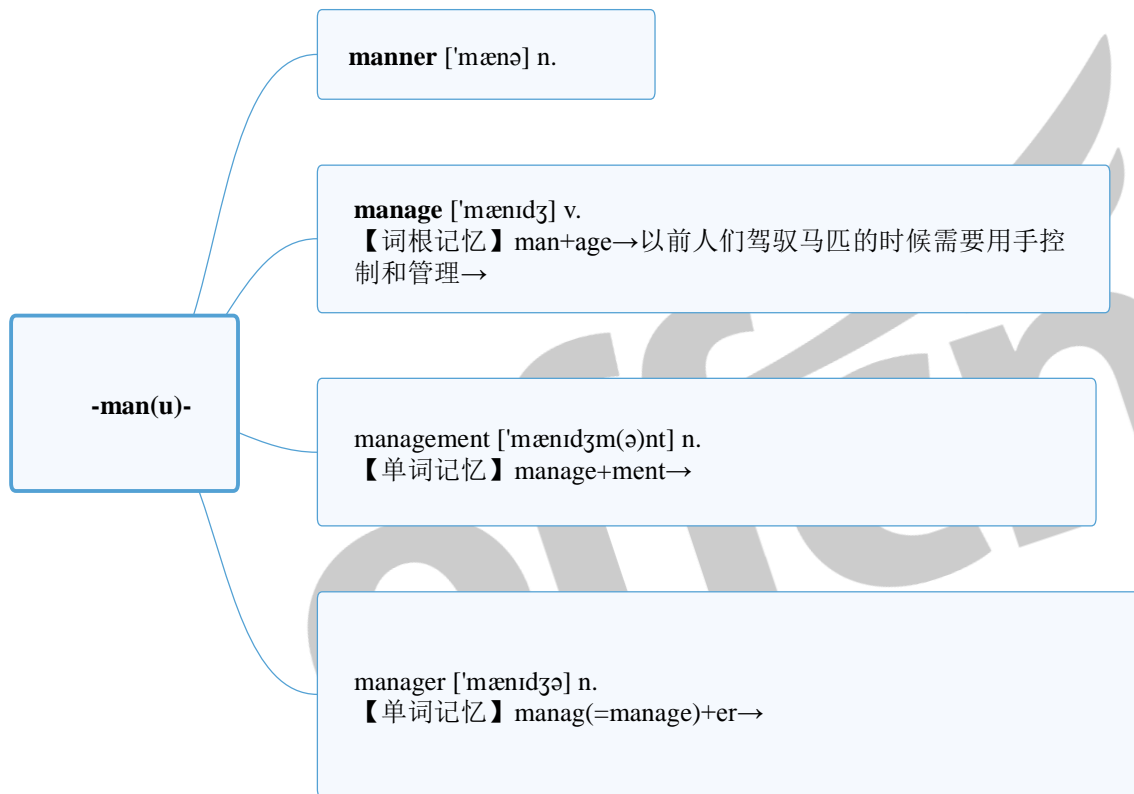 manner ['mænə] n.
manage ['mænɪdʒ] v.
【词根记忆】man+age→以前人们驾驭马匹的时候需要用手控
制和管理→
-man(u)-
management ['mænɪdʒm(ə)nt] n.
【单词记忆】manage+ment→
manager ['mænɪdʒə] n.
【单词记忆】manag(=manage)+er→